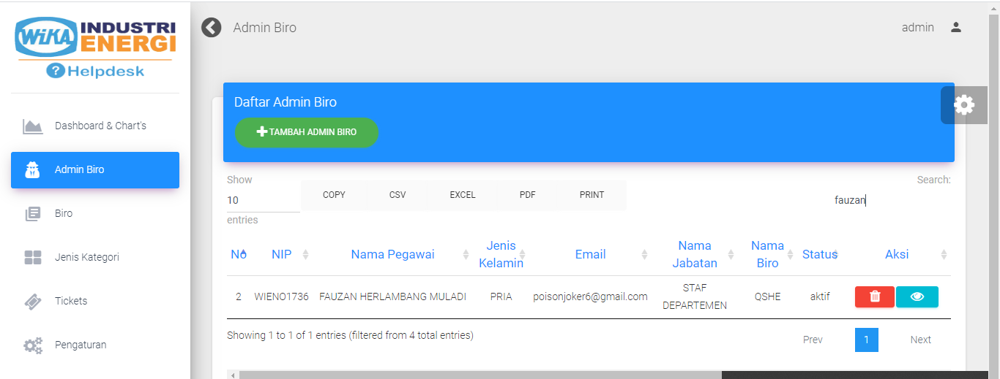 WiKA INDUSTRI
ENERGI
? Helpdesk
Admin Biro
admin
Dashboard & Chart's
Admin Biro
Biro
Jenis Kategori
Tickets
Pengaturan
Daftar Admin Biro
TAMBAH ADMIN BIRO
Show
10
entries
COPY CSV EXCEL PDF PRINT
Search:
fauzan
No NIP Nama Pegawai Jenis Kelamin Email Nama Jabatan Nama Biro Status Aksi
2 WIENO1736 FAUZAN HERLAMBANG MULADI PRIA poisonjoker6@gmail.com STAF DEPARTEMEN QSHE aktif
Showing 1 to 1 of 1 entries (filtered from 4 total entries)
Prev 1 Next